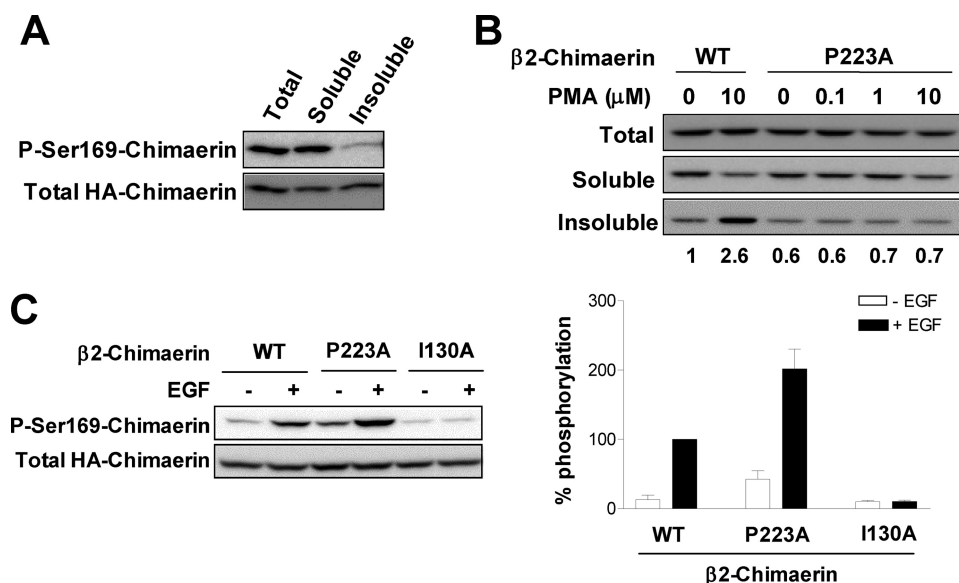 A
Total Soluble Insoluble
P-Ser169-Chimaerin
Total HA-Chimaerin
B
β2-Chimaerin WT P223A
PMA (μM) 0 10 0 0.1 1 10
Total
Soluble
Insoluble
1 2.6 0.6 0.6 0.7 0.7
C
β2-Chimaerin WT P223A I130A
EGF - + - + - +
P-Ser169-Chimaerin
Total HA-Chimaerin
% phosphorylation
300
200
100
0
- EGF
+ EGF
WT P223A I130A
β2-Chimaerin